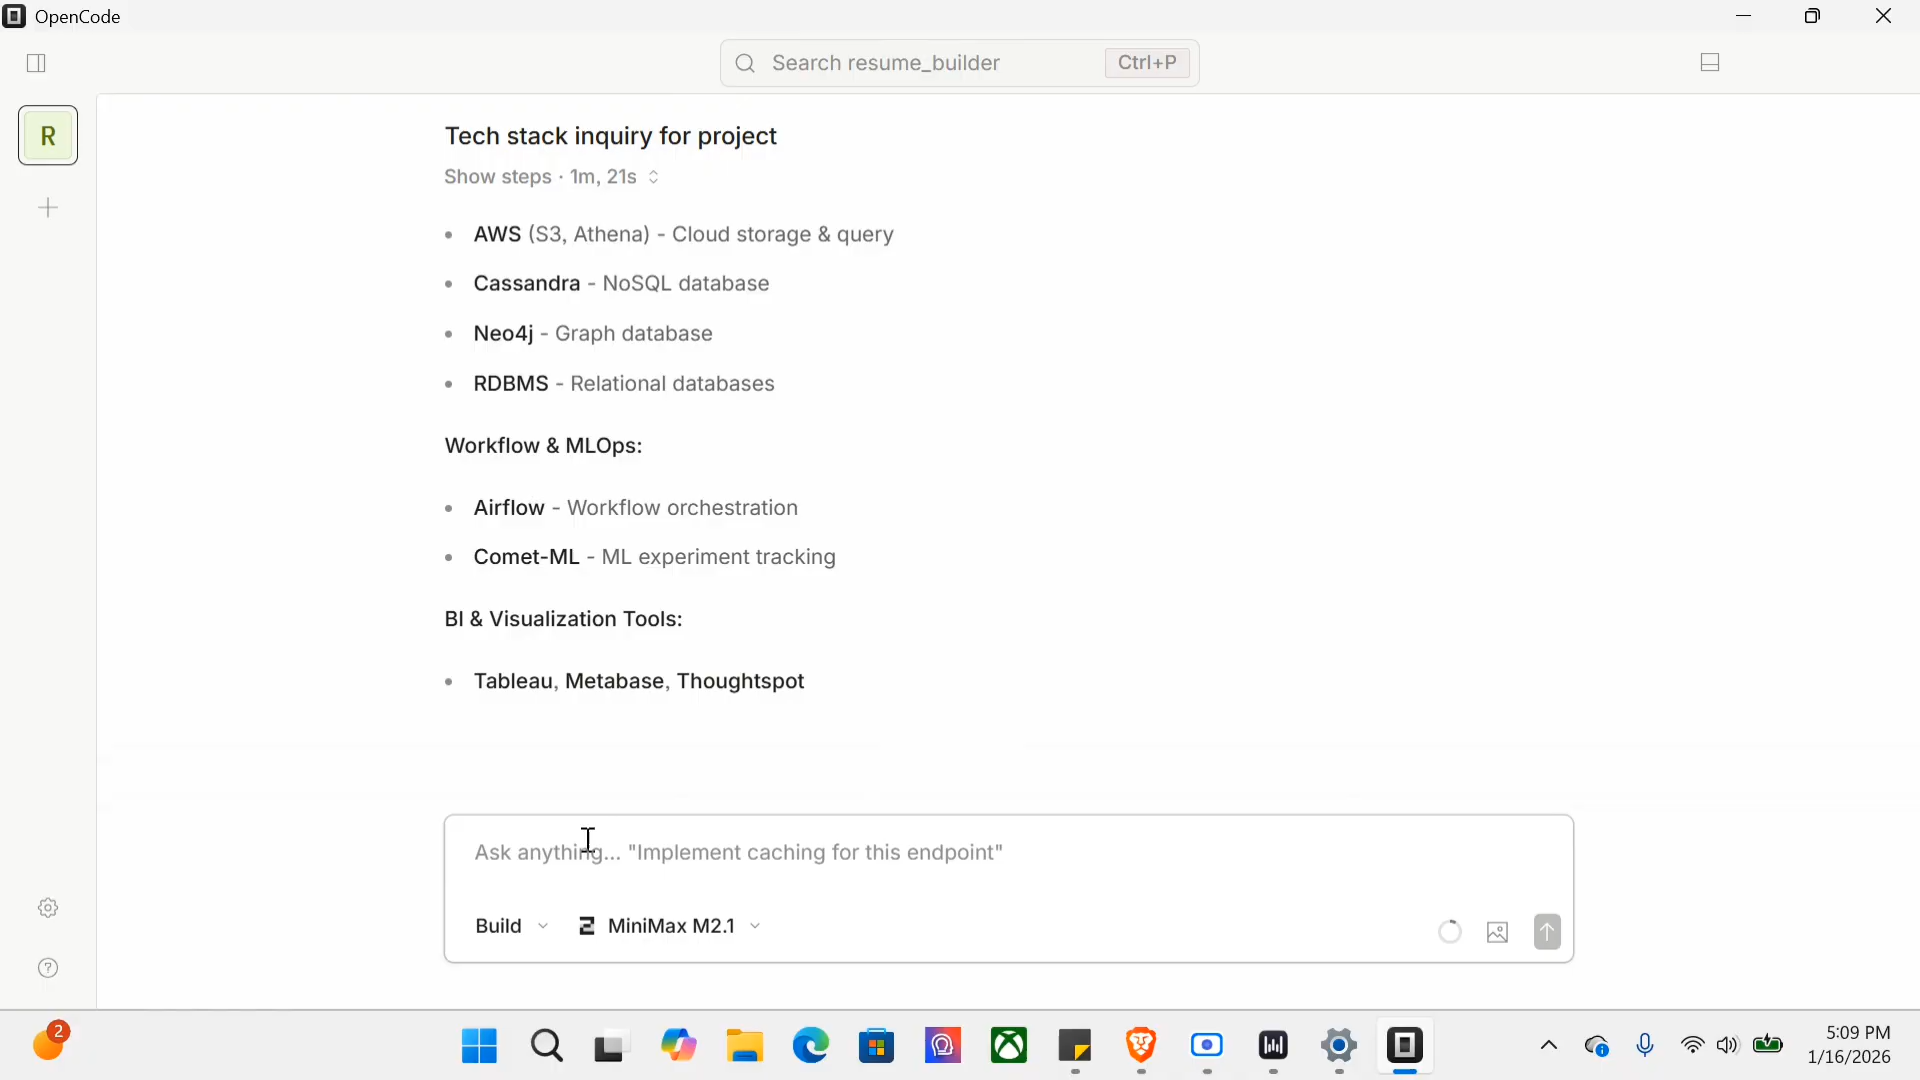 OpenCode
Search resume_builder Ctrl+P
R
Tech stack inquiry for project
Show steps · 1m, 21s
• AWS (S3, Athena) - Cloud storage & query
• Cassandra - NoSQL database
• Neo4j - Graph database
• RDBMS - Relational databases
Workflow & MLOps:
• Airflow - Workflow orchestration
• Comet-ML - ML experiment tracking
BI & Visualization Tools:
• Tableau, Metabase, Thoughtspot
Ask anything... "Implement caching for this endpoint"
Build MiniMax M2.1
2
5:09 PM
1/16/2026